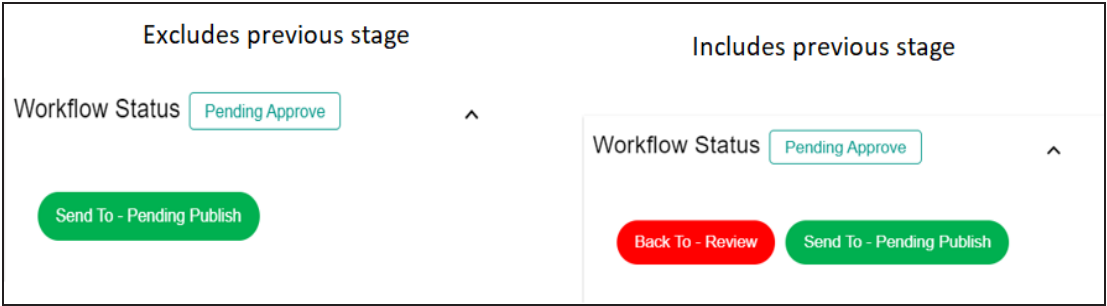 Excludes previous stage
Workflow Status Pending Approve
Send To - Pending Publish
Includes previous stage
Workflow Status Pending Approve
Back To - Review Send To - Pending Publish